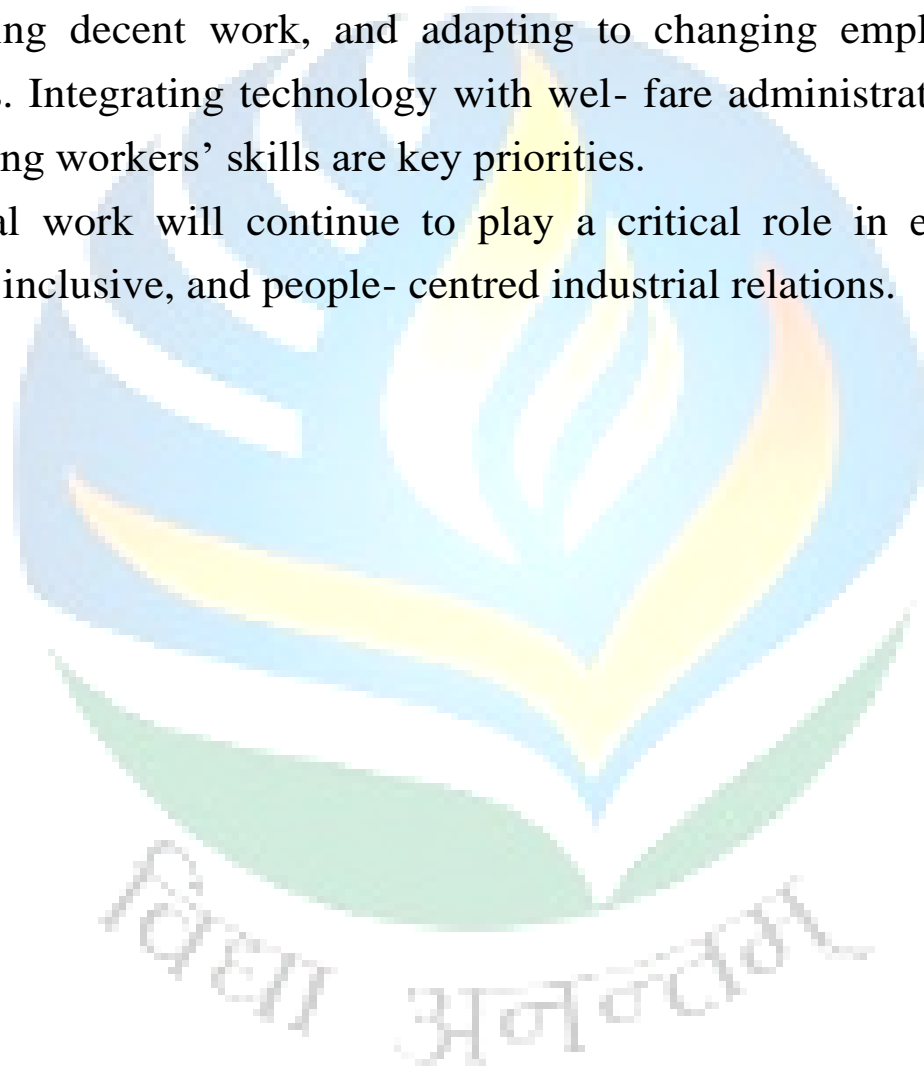 ing decent work, and adapting to changing empl
s. Integrating technology with wel- fare administrat
ng workers’ skills are key priorities.
al work will continue to play a critical role in e
inclusive, and people- centred industrial relations.
विद्या अनन्तम्